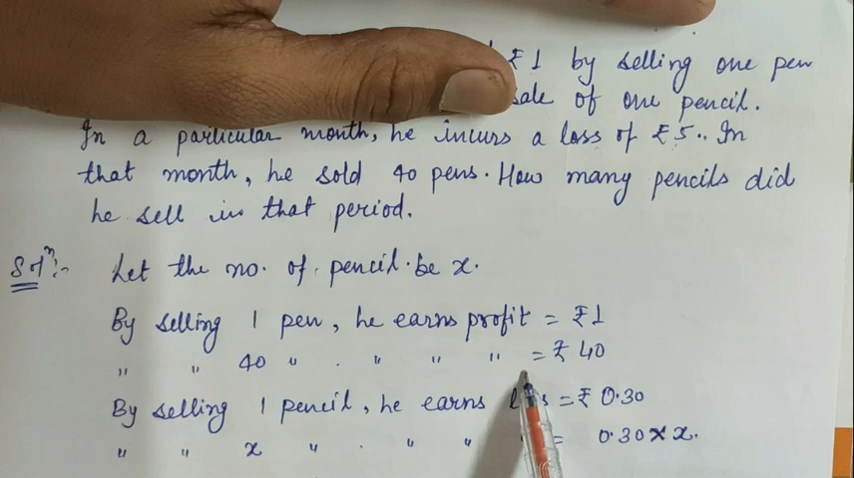 ₹1 by selling one pen
sale of one pencil.
In a particular month, he incurs a loss of ₹5.. In
that month, he sold 40 pens. How many pencils did
he sell in that period.
Solⁿ:- Let the no. of pencil be x.
By selling 1 pen, he earns profit = ₹1
" " 40 " . " " " = ₹ 40
By selling 1 pencil, he earns = ₹ 0.30
" " x " . " " = 0.30 × x.